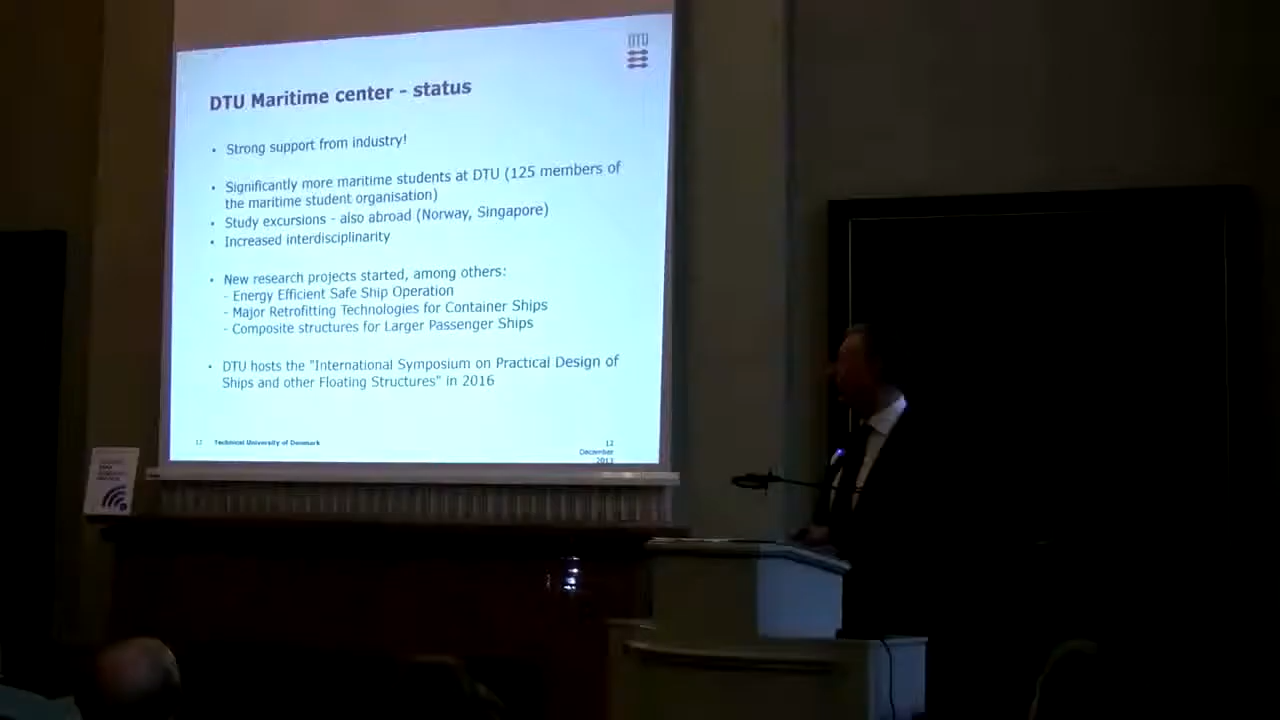 DTU
DTU Maritime center - status
• Strong support from industry!
• Significantly more maritime students at DTU (125 members of
the maritime student organisation)
• Study excursions - also abroad (Norway, Singapore)
• Increased interdisciplinarity
• New research projects started, among others:
- Energy Efficient Safe Ship Operation
- Major Retrofitting Technologies for Container Ships
- Composite structures for Larger Passenger Ships
• DTU hosts the "International Symposium on Practical Design of
Ships and other Floating Structures" in 2016
Technical University of Denmark
12
December